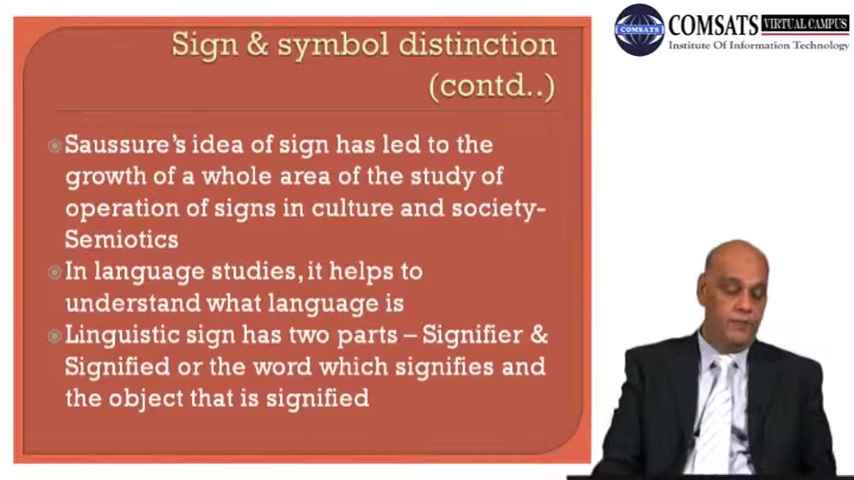 Sign & symbol distinction
(contd..)
Saussure's idea of sign has led to the
growth of a whole area of the study of
operation of signs in culture and society-
Semiotics
In language studies, it helps to
understand what language is
Linguistic sign has two parts – Signifier &
Signified or the word which signifies and
the object that is signified
COMSATS
COMSATS VIRTUAL CAMPUS
Institute Of Information Technology